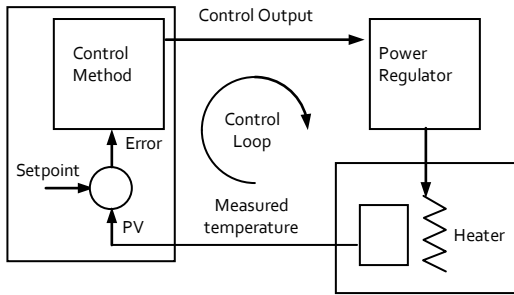 Control Output
Control
Method
Power
Regulator
Control
Loop
Error
Setpoint
PV
Measured
temperature
Heater